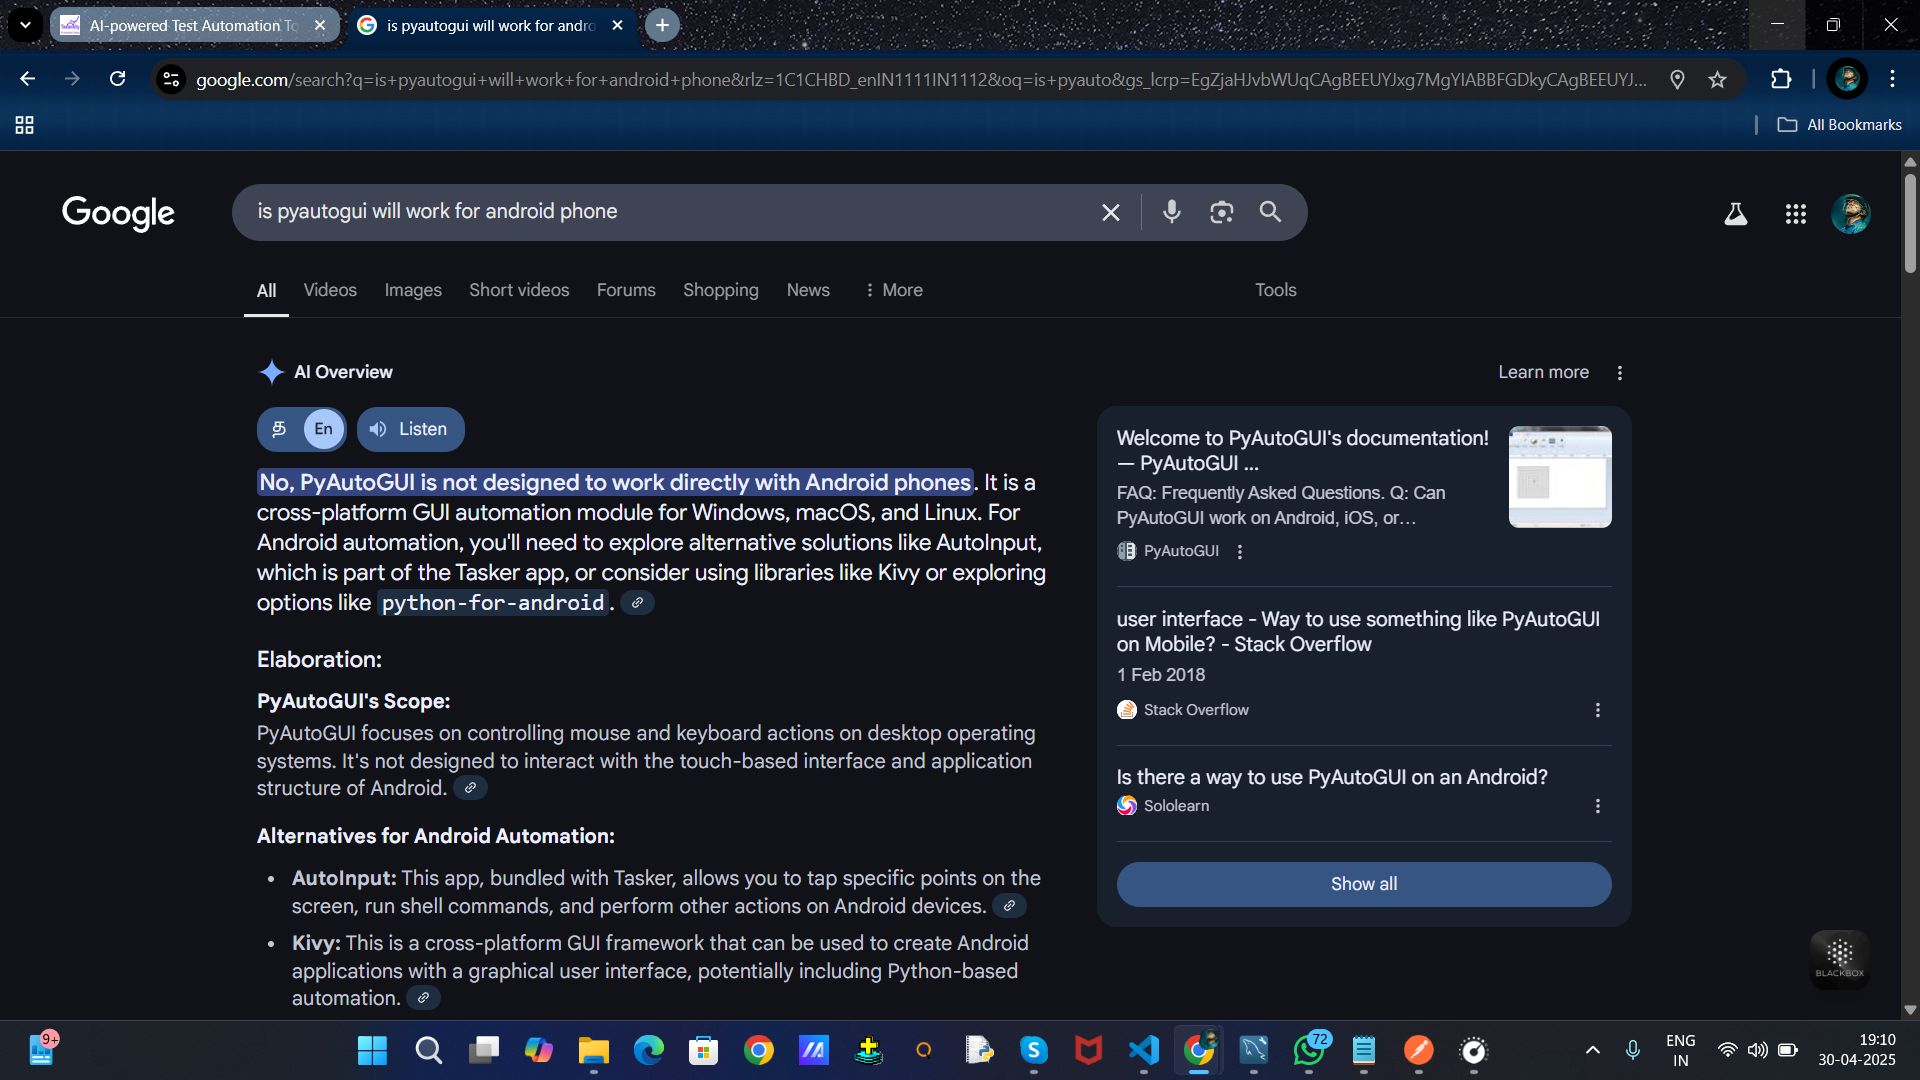 AI-powered Test Automation To
is pyautogui will work for andro
google.com/search?q=is+pyautogui+will+work+for+android+phone&rlz=1C1CHBD_enIN1111IN1112&oq=is+pyauto&gs_lcrp=EgZjaHJvbWUqCAgBEEUYJxg7MgYIABBFGDkyCAgBEEUYJ...
All Bookmarks
Google
is pyautogui will work for android phone
All
Videos
Images
Short videos
Forums
Shopping
News
More
Tools
AI Overview
Learn more
த
En
Listen
No, PyAutoGUI is not designed to work directly with Android phones. It is a
cross-platform GUI automation module for Windows, macOS, and Linux. For
Android automation, you'll need to explore alternative solutions like AutoInput,
which is part of the Tasker app, or consider using libraries like Kivy or exploring
options like python-for-android.
Elaboration:
PyAutoGUI's Scope:
PyAutoGUI focuses on controlling mouse and keyboard actions on desktop operating
systems. It's not designed to interact with the touch-based interface and application
structure of Android.
Alternatives for Android Automation:
• AutoInput: This app, bundled with Tasker, allows you to tap specific points on the
screen, run shell commands, and perform other actions on Android devices.
• Kivy: This is a cross-platform GUI framework that can be used to create Android
applications with a graphical user interface, potentially including Python-based
automation.
Welcome to PyAutoGUI's documentation!
— PyAutoGUI ...
FAQ: Frequently Asked Questions. Q: Can
PyAutoGUI work on Android, iOS, or…
PyAutoGUI
user interface - Way to use something like PyAutoGUI
on Mobile? - Stack Overflow
1 Feb 2018
Stack Overflow
Is there a way to use PyAutoGUI on an Android?
Sololearn
Show all
BLACKBOX
9+
72
ENG
IN
19:10
30-04-2025